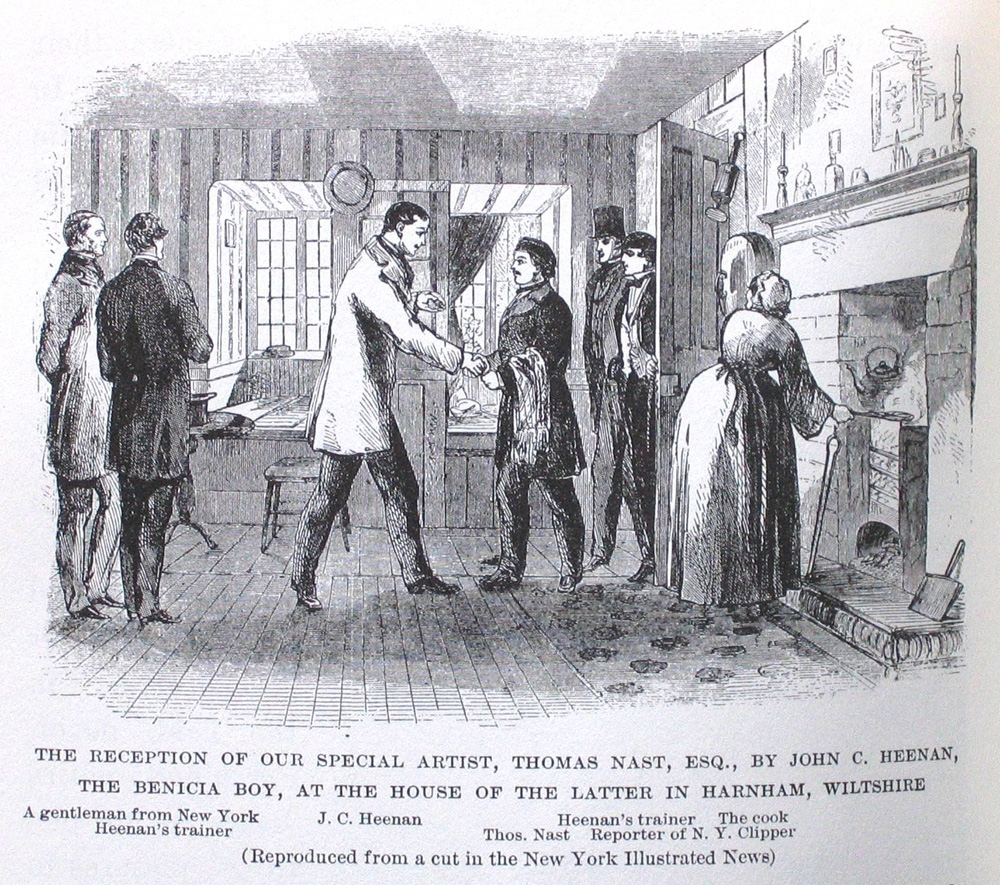 THE RECEPTION OF OUR SPECIAL ARTIST, THOMAS NAST, ESQ., BY JOHN C. HEENAN,
THE BENICIA BOY, AT THE HOUSE OF THE LATTER IN HARNHAM, WILTSHIRE
A gentleman from New York J. C. Heenan Heenan's trainer The cook
Heenan's trainer Thos. Nast Reporter of N. Y. Clipper
(Reproduced from a cut in the New York Illustrated News)